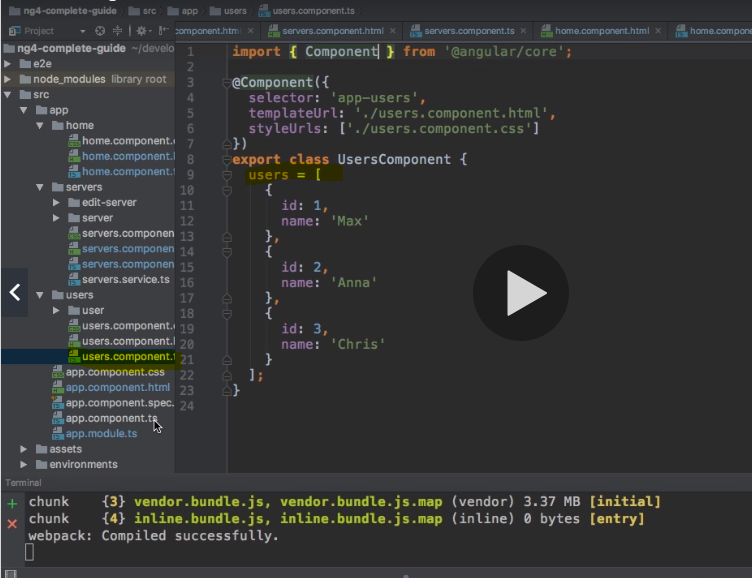 ng4-complete-guide src app users users.component.ts
Project
component.html servers.component.html servers.component.ts home.component.html home.compone
ng4-complete-guide ~/develo
e2e
node_modules library root
src
app
home
home.component.
home.component.
home.component.
servers
edit-server
server
servers.componen
servers.componen
servers.componen
servers.service.ts
users
user
users.component.
users.component.
users.component.
app.component.css
app.component.html
app.component.spec.
app.component.ts
app.module.ts
assets
environments
1 import { Component } from '@angular/core';
2
3 @Component({
4 selector: 'app-users',
5 templateUrl: './users.component.html',
6 styleUrls: ['./users.component.css']
7 })
8 export class UsersComponent {
9 users = [
10 {
11 id: 1,
12 name: 'Max'
13 },
14 {
15 id: 2,
16 name: 'Anna'
17 },
18 {
19 id: 3,
20 name: 'Chris'
21 }
22 ];
23 }
24
Terminal
chunk {3} vendor.bundle.js, vendor.bundle.js.map (vendor) 3.37 MB [initial]
chunk {4} inline.bundle.js, inline.bundle.js.map (inline) 0 bytes [entry]
webpack: Compiled successfully.